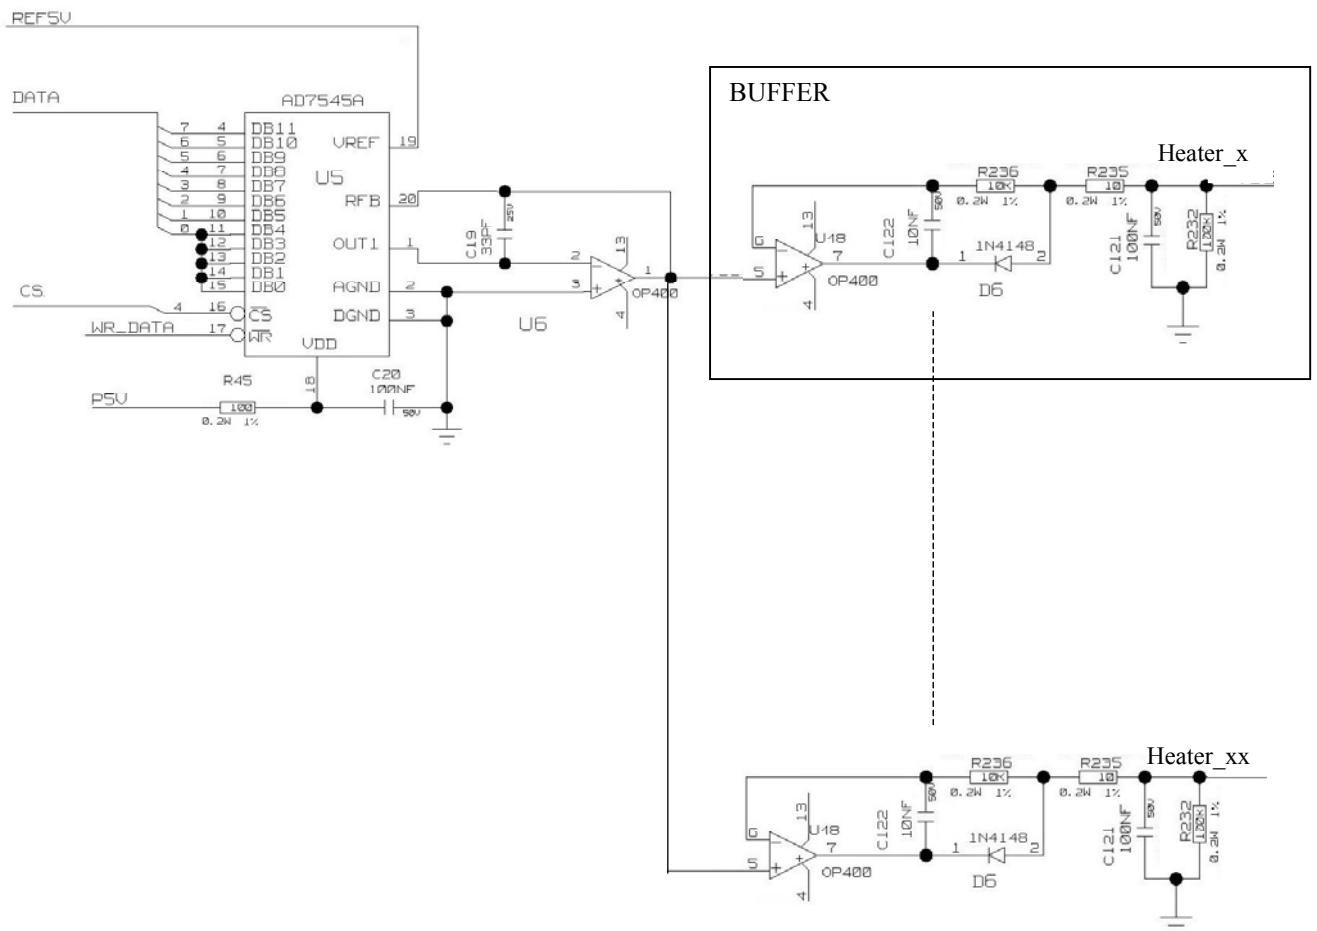 REF5V
DATA
AD7545A
7 4 DB11
6 5 DB10
5 6 DB9
4 7 DB8
3 8 DB7
2 9 DB6
1 10 DB5
0 11 DB4
12 DB3
13 DB2
14 DB1
15 DB0
VREF 19
U5
RFB 20
OUT1 1
AGND 2
DGND 3
CS
4 16 CS
WR_DATA 17 WR
VDD
18
R45
P5V
100
0.2W 1%
C20
100NF
50V
C19
33PF
25V
2
3
13
1
4
OP400
U6
BUFFER
Heater_x
R236
10K
0.2W 1%
R235
10
0.2W 1%
13
U48
6
5
7
4
OP400
C122
10NF
50V
1N4148
1 2
D6
C121
100NF
50V
R232
100K
0.2W 1%
Heater_xx
R236
10K
0.2W 1%
R235
10
0.2W 1%
13
U48
6
5
7
4
OP400
C122
10NF
50V
1N4148
1 2
D6
C121
100NF
50V
R232
100K
0.2W 1%